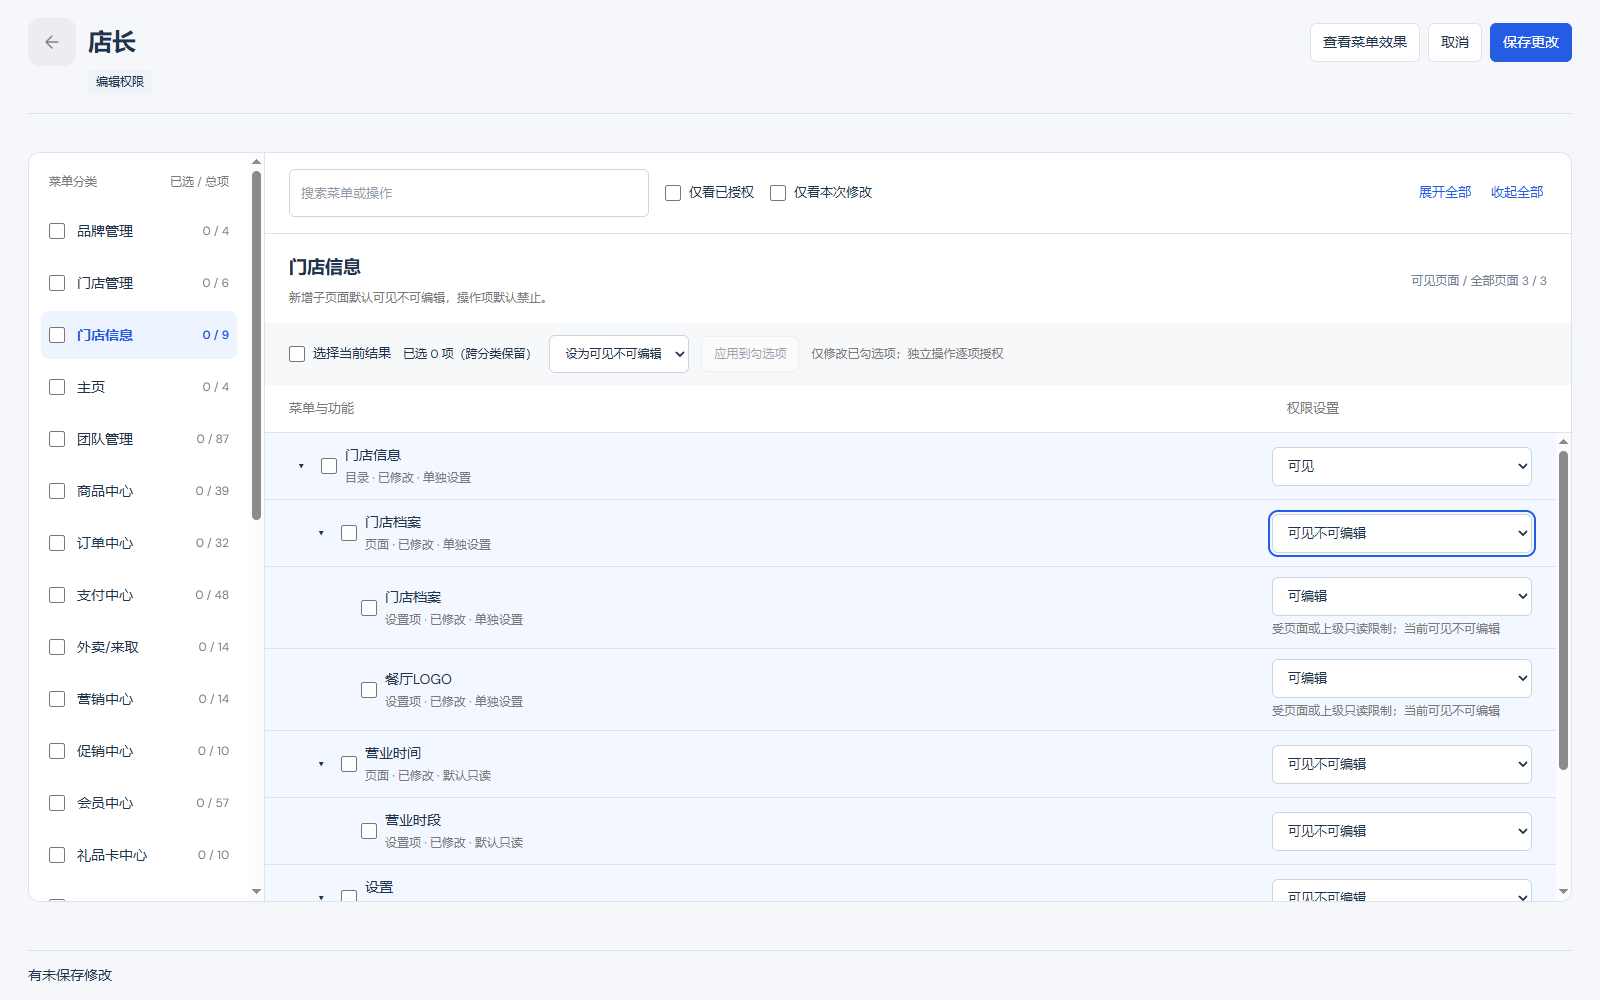 店长
编辑权限
查看菜单效果
取消
保存更改
菜单分类 已选 / 总项
品牌管理 0 / 4
门店管理 0 / 6
门店信息 0 / 9
主页 0 / 4
团队管理 0 / 87
商品中心 0 / 39
订单中心 0 / 32
支付中心 0 / 48
外卖/来取 0 / 14
营销中心 0 / 14
促销中心 0 / 10
会员中心 0 / 57
礼品卡中心 0 / 10
搜索菜单或操作
仅看已授权
仅看本次修改
展开全部
收起全部
门店信息
新增子页面默认可见不可编辑，操作项默认禁止。
可见页面 / 全部页面 3 / 3
选择当前结果
已选 0 项（跨分类保留）
设为可见不可编辑
应用到勾选项
仅修改已勾选项；独立操作逐项授权
菜单与功能
权限设置
门店信息
目录 · 已修改 · 单独设置
可见
门店档案
页面 · 已修改 · 单独设置
可见不可编辑
门店档案
设置项 · 已修改 · 单独设置
可编辑
受页面或上级只读限制；当前可见不可编辑
餐厅LOGO
设置项 · 已修改 · 单独设置
可编辑
受页面或上级只读限制；当前可见不可编辑
营业时间
页面 · 已修改 · 默认只读
可见不可编辑
营业时段
设置项 · 已修改 · 默认只读
可见不可编辑
设置
可见不可编辑
有未保存修改